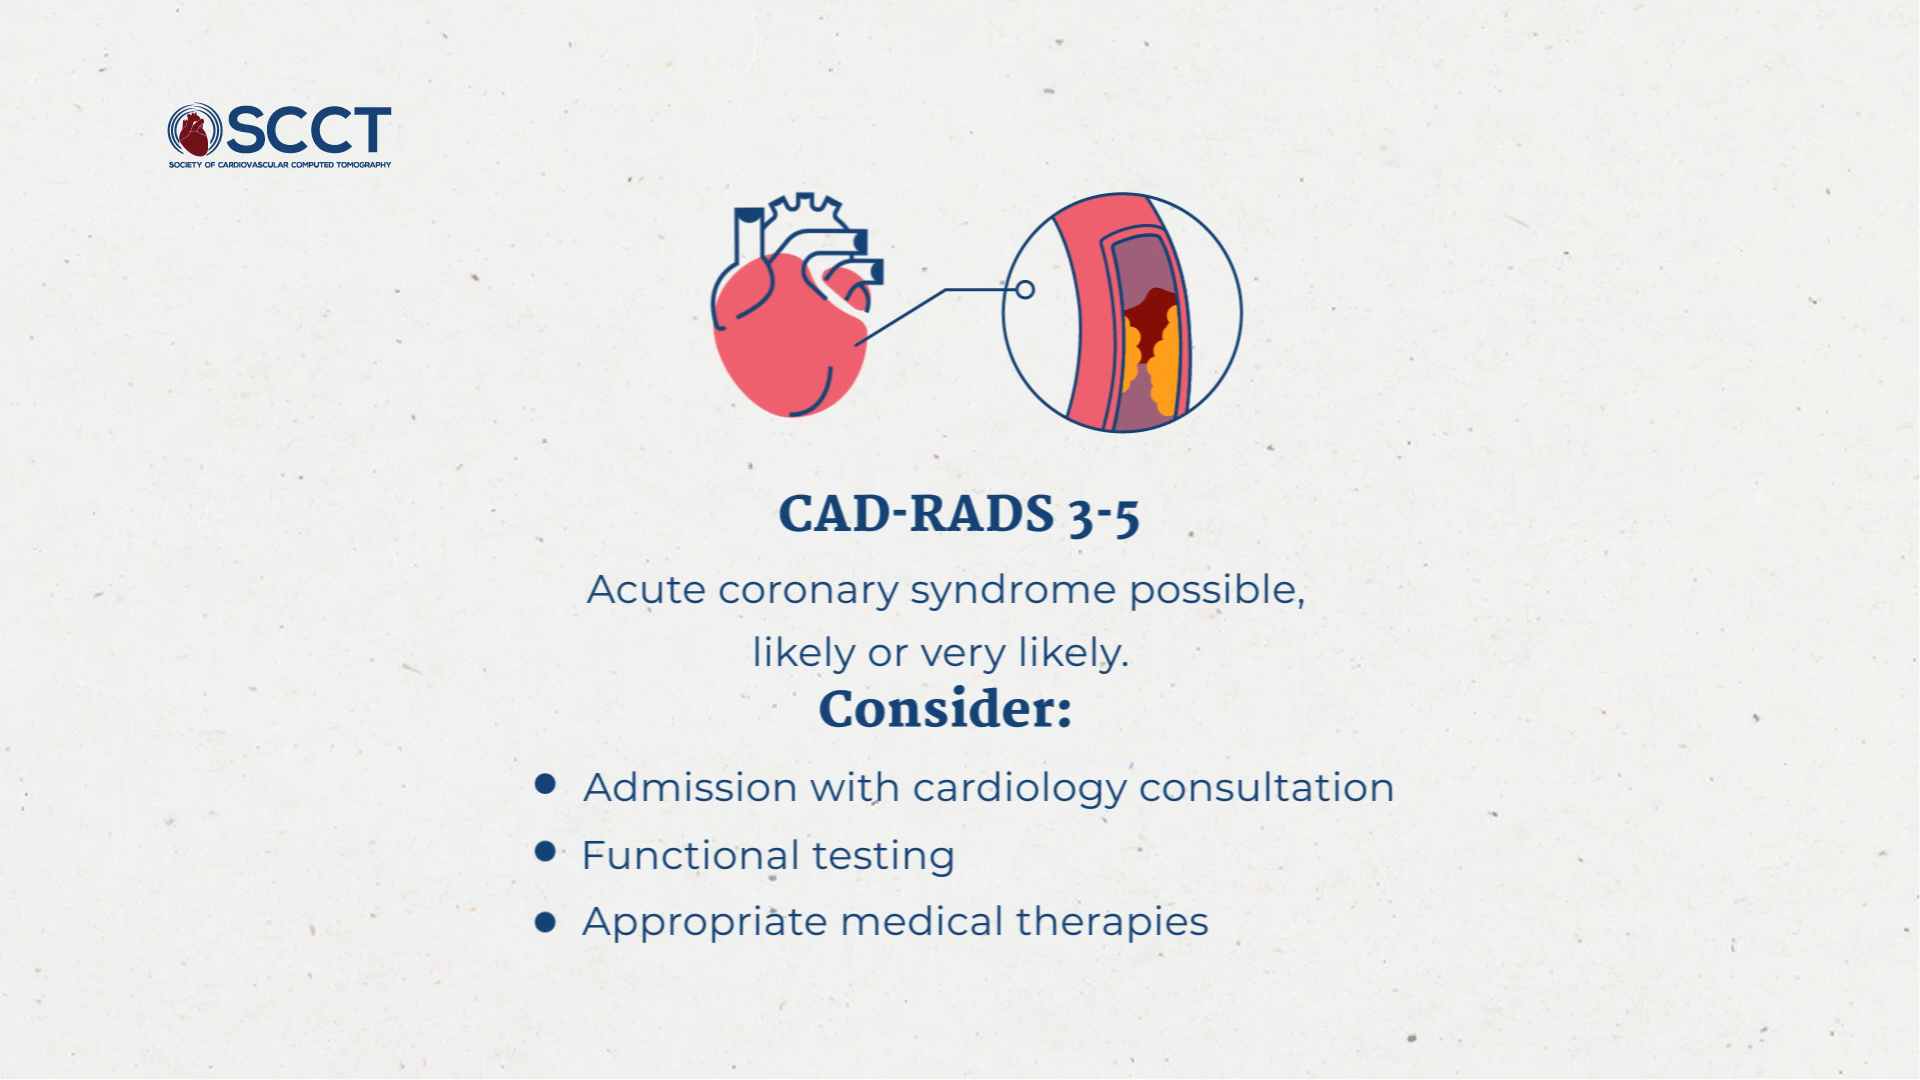 SCCT
SOCIETY OF CARDIOVASCULAR COMPUTED TOMOGRAPHY
CAD-RADS 3-5
Acute coronary syndrome possible,
likely or very likely.
Consider:
● Admission with cardiology consultation
● Functional testing
● Appropriate medical therapies